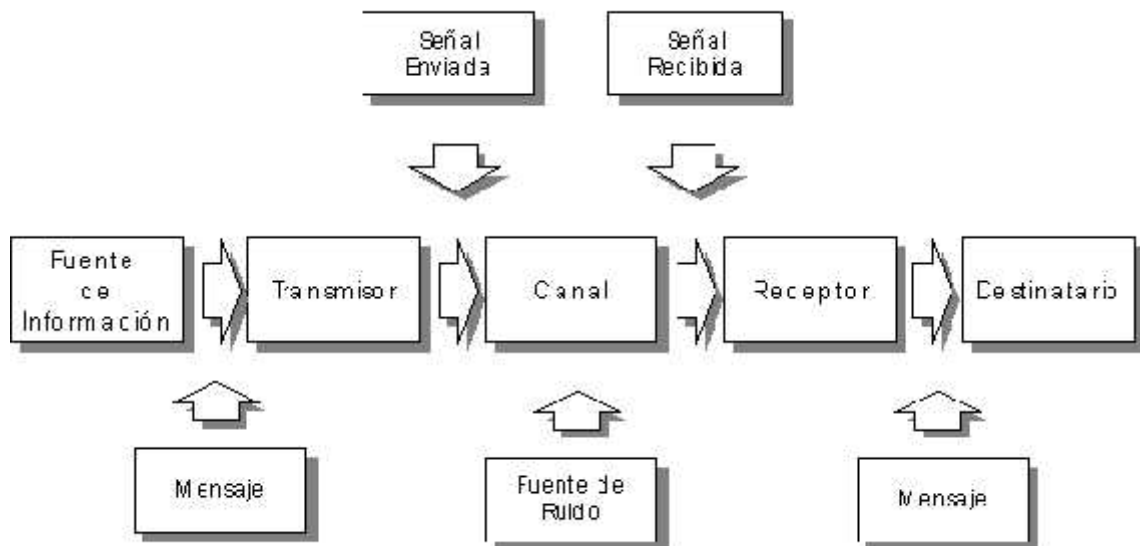 Señal
Enviada
Señal
Recibida
Fuente
de
Información
Transmisor
Canal
Receptor
Destinatario
Mensaje
Fuente de
Ruido
Mensaje